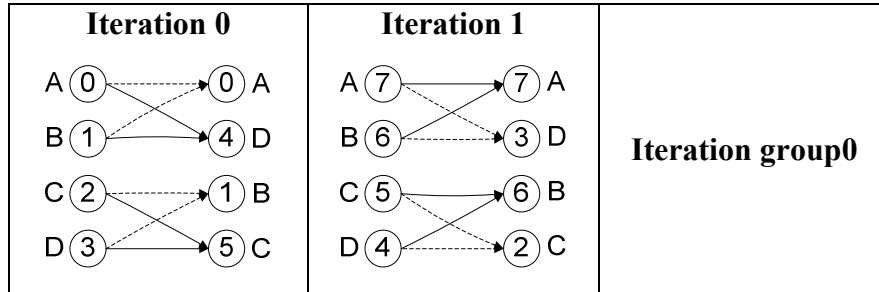 Iteration 0
A 0 0 A
B 1 4 D
C 2 1 B
D 3 5 C
Iteration 1
A 7 7 A
B 6 3 D
C 5 6 B
D 4 2 C
Iteration group0